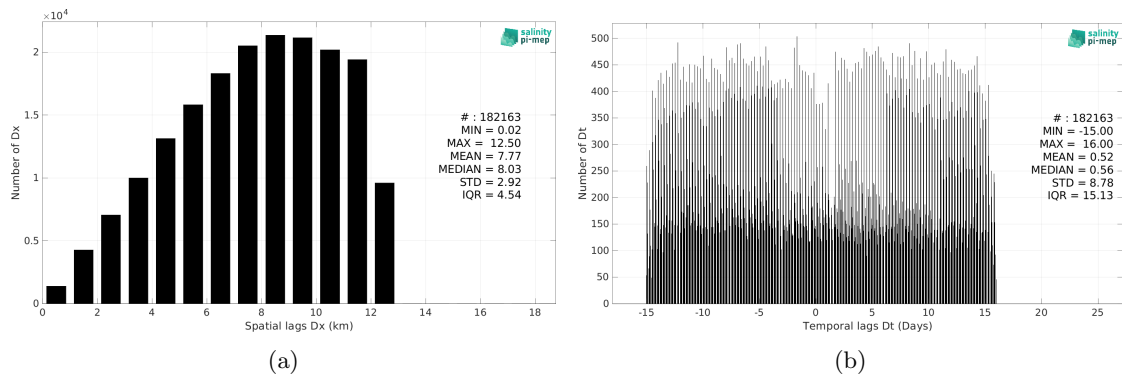 ×10⁴
2
1.5
1
0.5
0
Number of Dx
salinity
pi-mep
# : 182163
MIN = 0.02
MAX = 12.50
MEAN = 7.77
MEDIAN = 8.03
STD = 2.92
IQR = 4.54
0 2 4 6 8 10 12 14 16 18
Spatial lags Dx (km)
(a)
500
450
400
350
300
250
200
150
100
50
0
Number of Dt
salinity
pi-mep
# : 182163
MIN = -15.00
MAX = 16.00
MEAN = 0.52
MEDIAN = 0.56
STD = 8.78
IQR = 15.13
-15 -10 -5 0 5 10 15 20 25
Temporal lags Dt (Days)
(b)